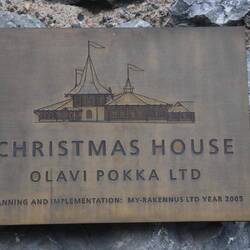 CHRISTMAS HOUSE
OLAVI POKKA LTD
ANNING AND IMPLEMENTATION: MY-RAKENNUS LTD YEAR 2005